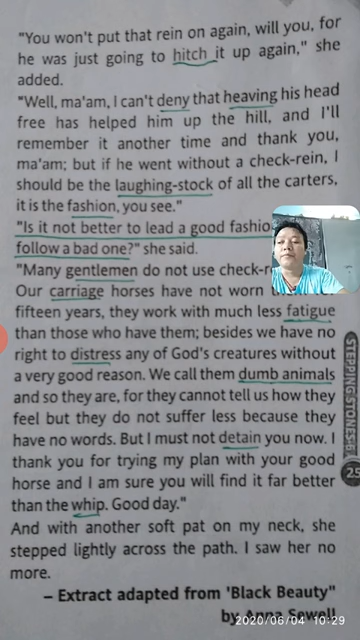 "You won't put that rein on again, will you, for
he was just going to hitch it up again," she
added.
"Well, ma'am, I can't deny that heaving his head
free has helped him up the hill, and I'll
remember it another time and thank you,
ma'am; but if he went without a check-rein, I
should be the laughing-stock of all the carters,
it is the fashion, you see."
"Is it not better to lead a good fashio
follow a bad one?" she said.
"Many gentlemen do not use check-r
Our carriage horses have not worn
fifteen years, they work with much less fatigue
than those who have them; besides we have no
right to distress any of God's creatures without
a very good reason. We call them dumb animals
and so they are, for they cannot tell us how they
feel but they do not suffer less because they
have no words. But I must not detain you now. I
thank you for trying my plan with your good
horse and I am sure you will find it far better
than the whip. Good day."
And with another soft pat on my neck, she
stepped lightly across the path. I saw her no
more.
– Extract adapted from 'Black Beauty"
by Anna Sewell
2020/06/04 10:29
STEPPING STONES
25